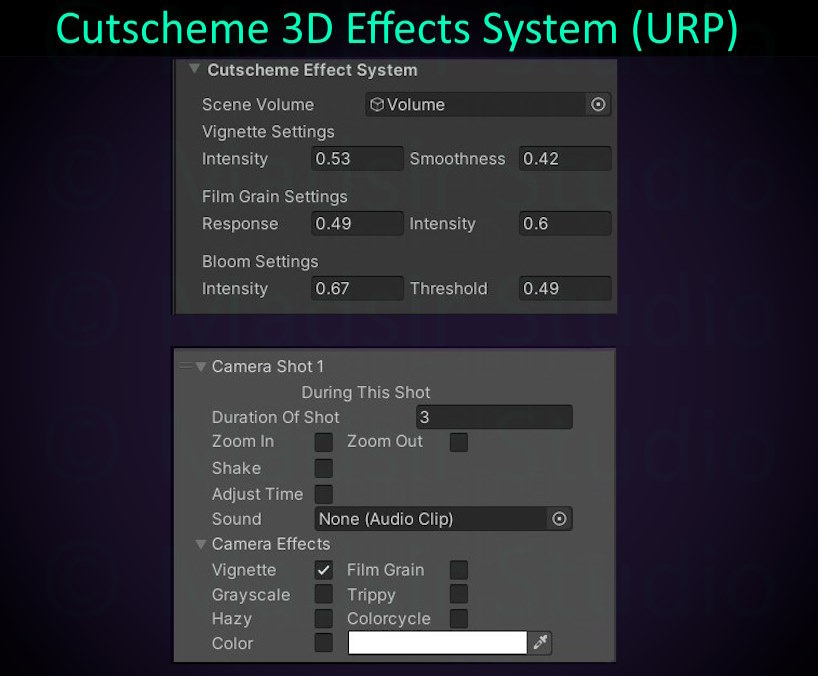 Cutscheme 3D Effects System (URP)
Cutscheme Effect System
Scene Volume Volume
Vignette Settings
Intensity 0.53 Smoothness 0.42
Film Grain Settings
Response 0.49 Intensity 0.6
Bloom Settings
Intensity 0.67 Threshold 0.49
Camera Shot 1
During This Shot
Duration Of Shot 3
Zoom In Zoom Out
Shake
Adjust Time
Sound None (Audio Clip)
Camera Effects
Vignette Film Grain
Grayscale Trippy
Hazy Colorcycle
Color